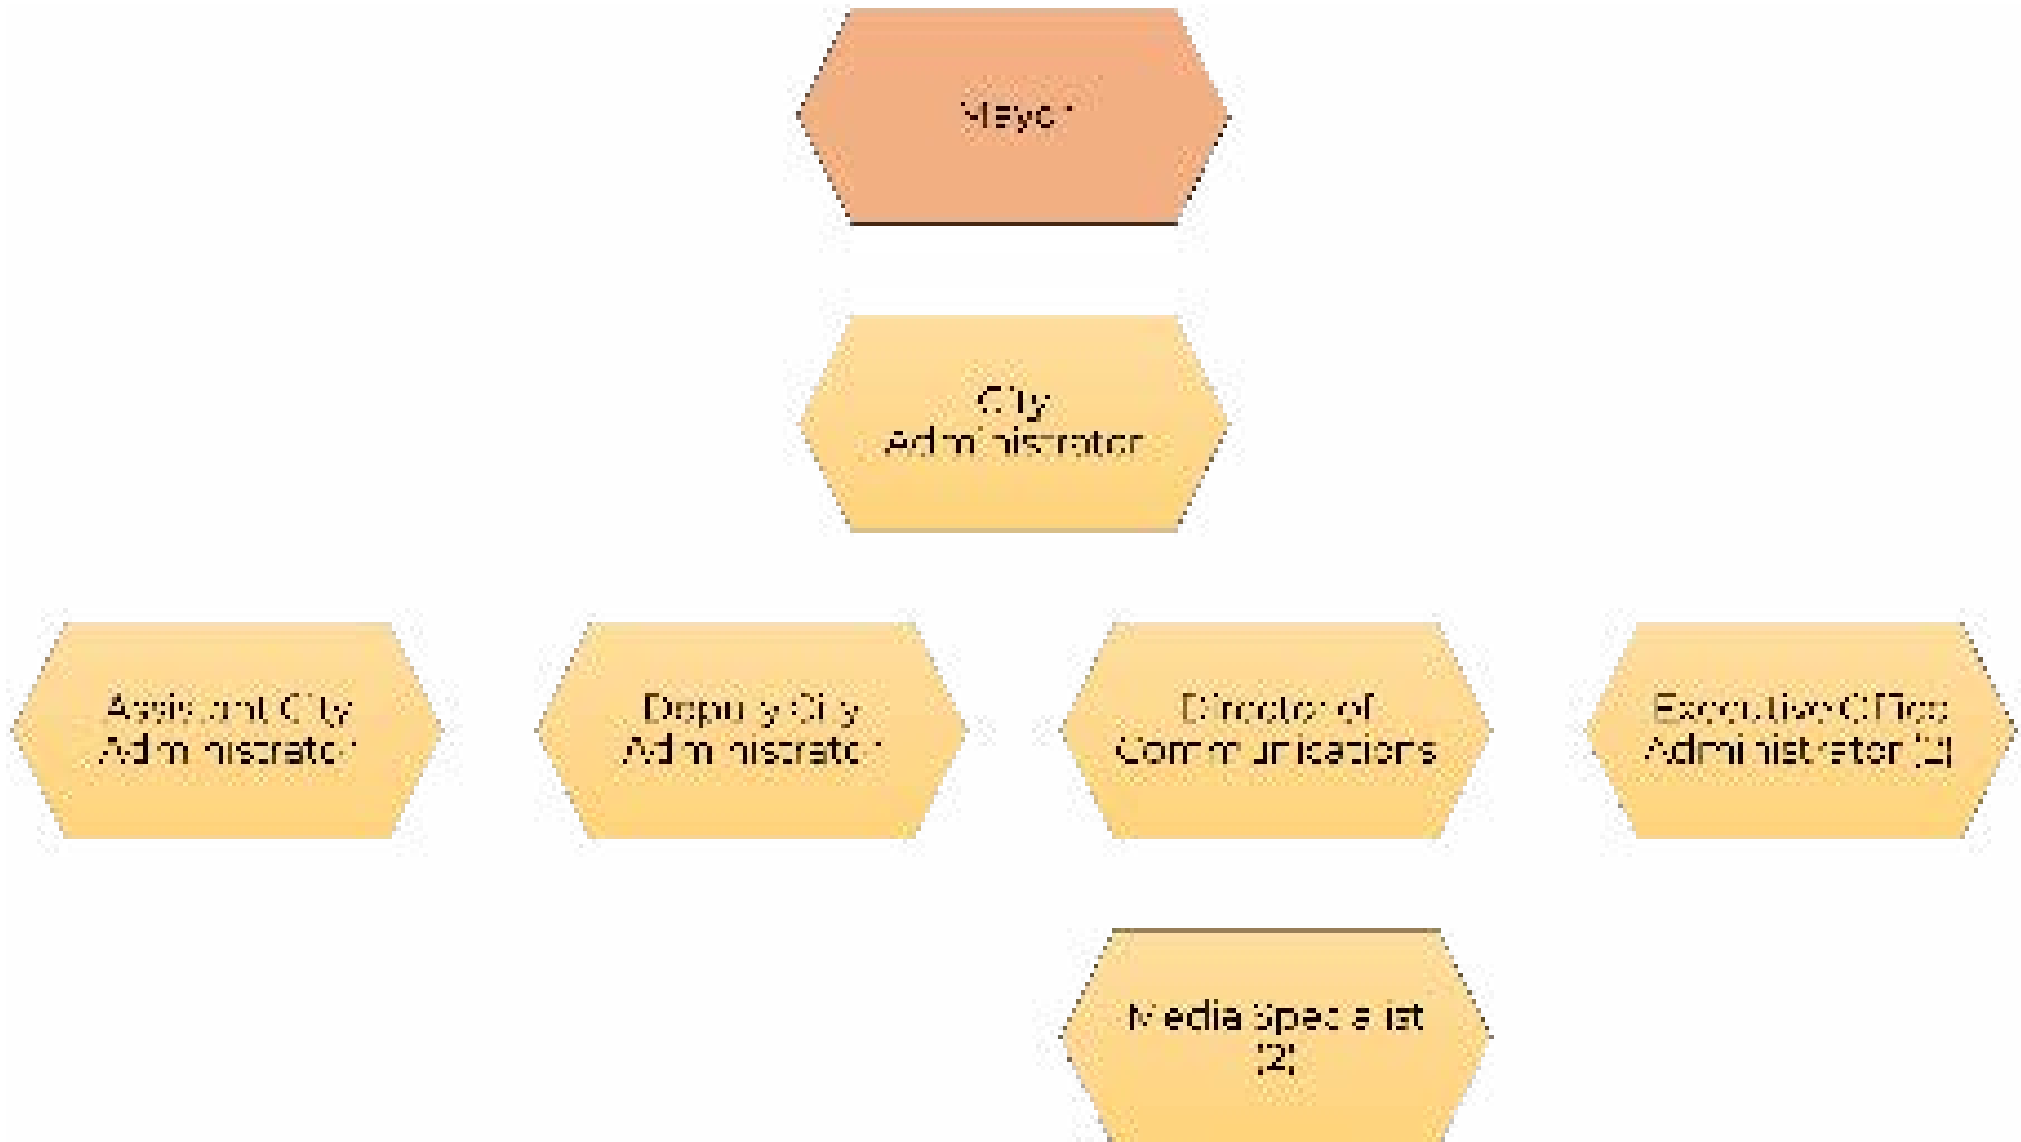 Mayor
City
Administrator
Assistant City
Administrator
Deputy City
Administrator
Director of
Communications
Executive Office
Administrator (2)
Media Specialist
(2)